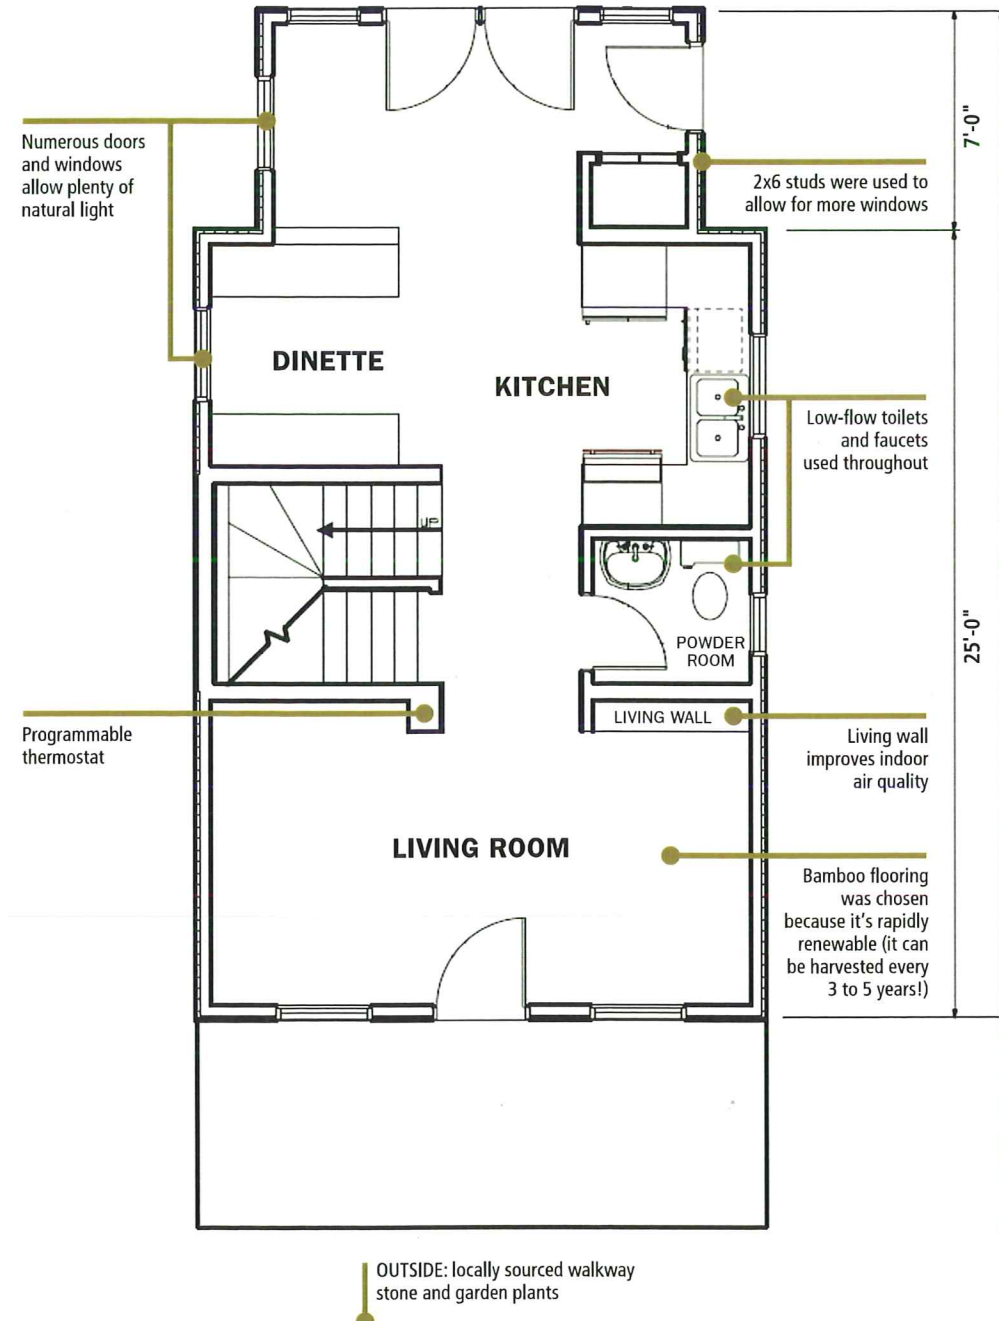 7'-0"
Numerous doors
and windows
allow plenty of
natural light
2x6 studs were used to
allow for more windows
DINETTE
KITCHEN
Low-flow toilets
and faucets
used throughout
UP
25'-0"
POWDER
ROOM
LIVING WALL
Programmable
thermostat
Living wall
improves indoor
air quality
LIVING ROOM
Bamboo flooring
was chosen
because it's rapidly
renewable (it can
be harvested every
3 to 5 years!)
OUTSIDE: locally sourced walkway
stone and garden plants